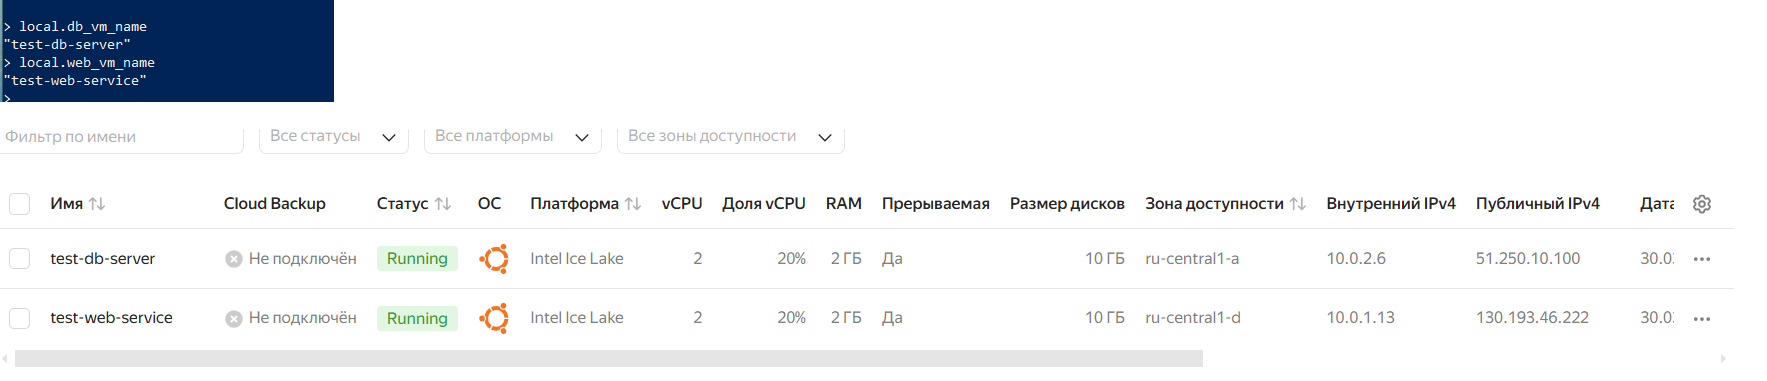 > local.db_vm_name
"test-db-server"
> local.web_vm_name
"test-web-service"
>
Фильтр по имени Все статусы Все платформы Все зоны доступности
Имя Cloud Backup Статус ОС Платформа vCPU Доля vCPU RAM Прерываемая Размер дисков Зона доступности Внутренний IPv4 Публичный IPv4 Дата
test-db-server Не подключён Running Intel Ice Lake 2 20% 2 ГБ Да 10 ГБ ru-central1-a 10.0.2.6 51.250.10.100 30.0
test-web-service Не подключён Running Intel Ice Lake 2 20% 2 ГБ Да 10 ГБ ru-central1-d 10.0.1.13 130.193.46.222 30.0